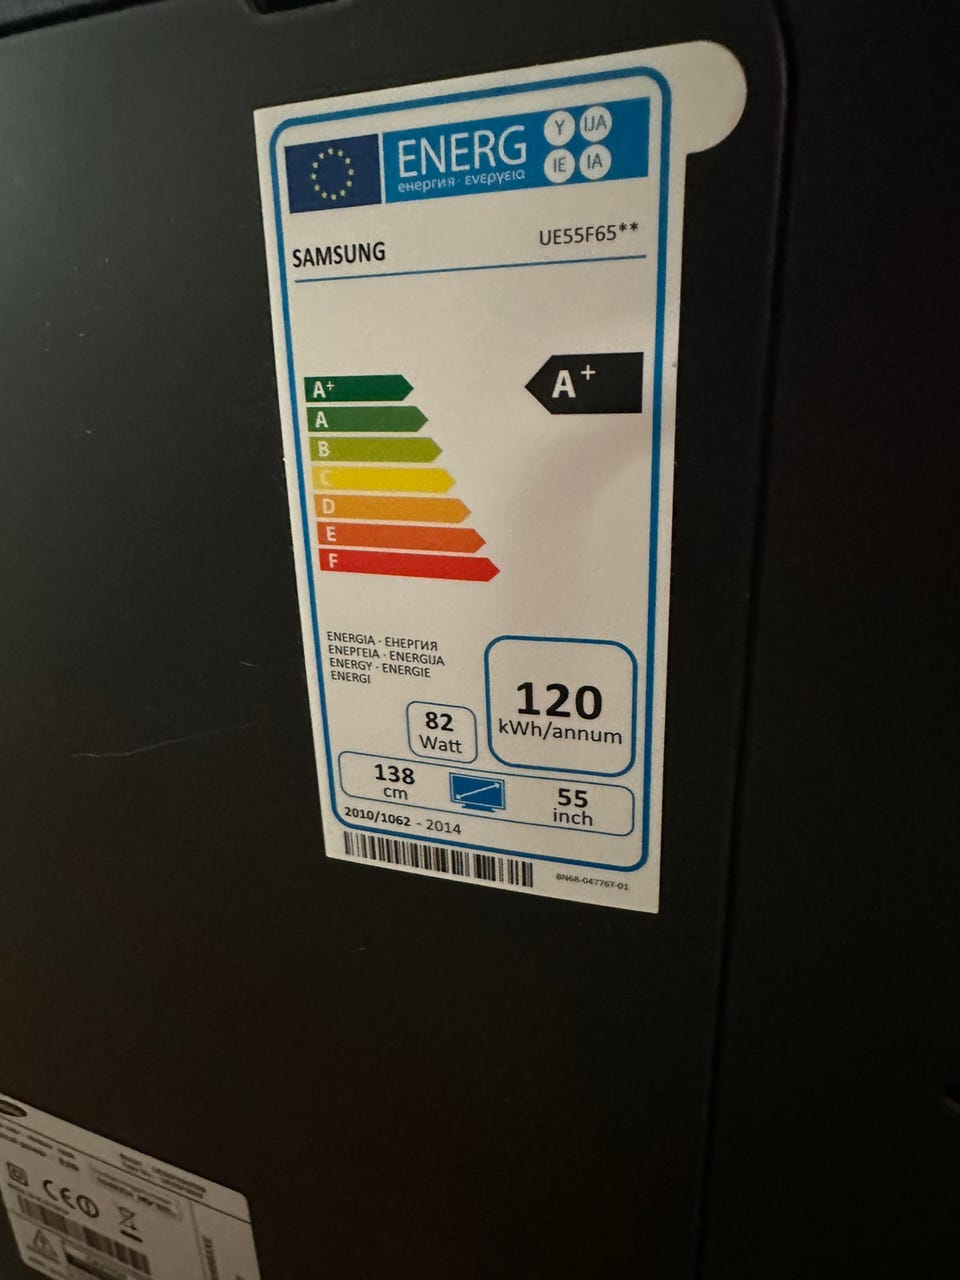 ENERG
енергия · ενεργεια
Y IJA
IE IA
SAMSUNG
UE55F65**
A+
A+
A
B
C
D
E
F
ENERGIA · ЕНЕРГИЯ
ΕΝΕΡΓΕΙΑ · ENERGIJA
ENERGY · ENERGIE
ENERGI
120
kWh/annum
82
Watt
138
cm
55
inch
2010/1062 - 2014
BN68-04776T-01
CE